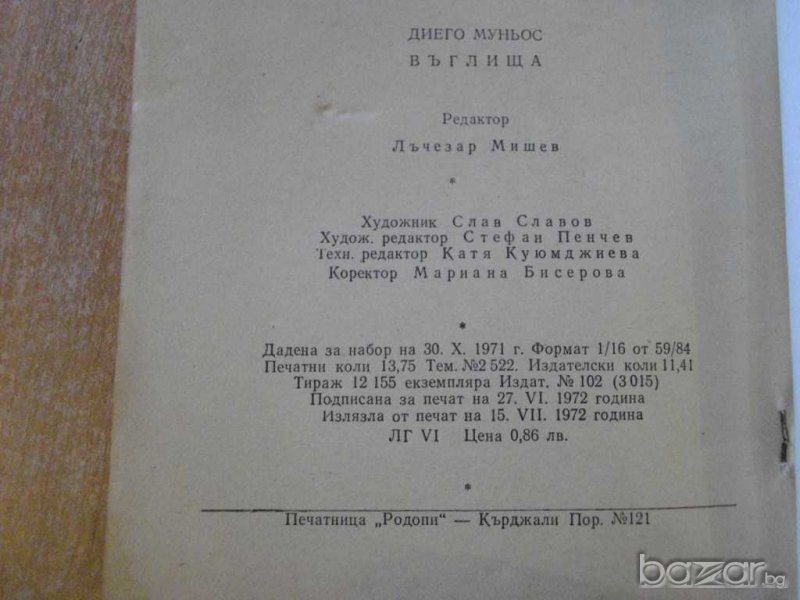 ДИЕГО МУНЬОС
ВЪГЛИЩА
Редактор
Лъчезар Мишев
*
Художник Слав Славов
Худож. редактор Стефан Пенчев
Техн. редактор Катя Куюмджиева
Коректор Мариана Бисерова
*
Дадена за набор на 30. X. 1971 г. Формат 1/16 от 59/84
Печатни коли 13,75 Тем. №2 522. Издателски коли 11,41
Тираж 12 155 екземпляра Издат. № 102 (3 015)
Подписана за печат на 27. VI. 1972 година
Излязла от печат на 15. VII. 1972 година
ЛГ VI Цена 0,86 лв.
*
Печатница „Родопи“ — Кърджали Пор. №121
bazar.bg